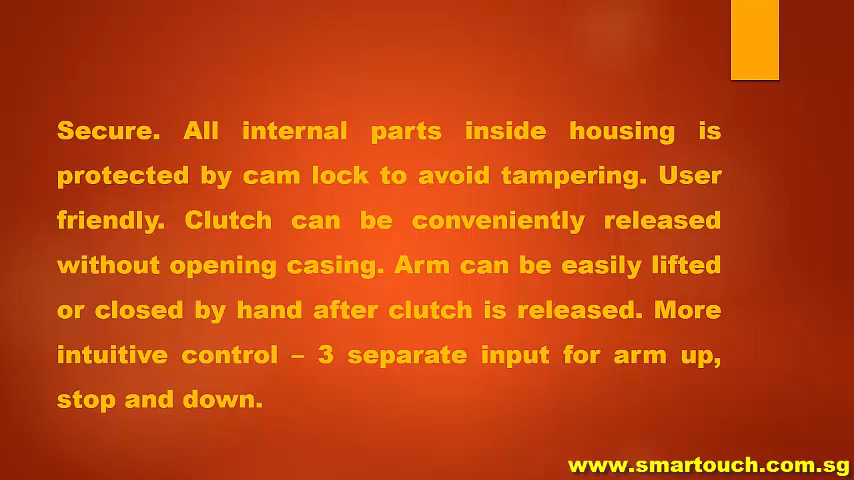 Secure. All internal parts inside housing is
protected by cam lock to avoid tampering. User
friendly. Clutch can be conveniently released
without opening casing. Arm can be easily lifted
or closed by hand after clutch is released. More
intuitive control – 3 separate input for arm up,
stop and down.
www.smartouch.com.sg